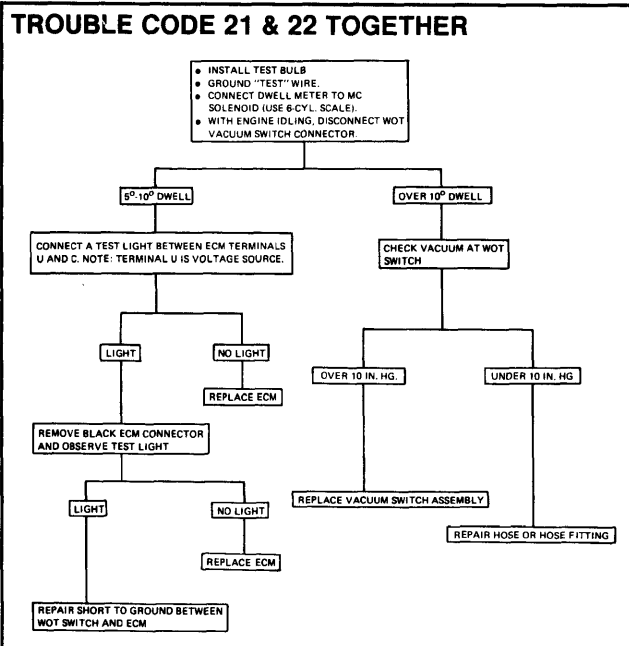 TROUBLE CODE 21 & 22 TOGETHER
• INSTALL TEST BULB
• GROUND "TEST" WIRE.
• CONNECT DWELL METER TO MC
SOLENOID (USE 6-CYL. SCALE).
• WITH ENGINE IDLING, DISCONNECT WOT
VACUUM SWITCH CONNECTOR.
5°-10° DWELL
OVER 10° DWELL
CONNECT A TEST LIGHT BETWEEN ECM TERMINALS
U AND C. NOTE: TERMINAL U IS VOLTAGE SOURCE.
CHECK VACUUM AT WOT
SWITCH
LIGHT
NO LIGHT
OVER 10 IN. HG.
UNDER 10 IN. HG
REPLACE ECM
REMOVE BLACK ECM CONNECTOR
AND OBSERVE TEST LIGHT
LIGHT
NO LIGHT
REPLACE VACUUM SWITCH ASSEMBLY
REPAIR HOSE OR HOSE FITTING
REPLACE ECM
REPAIR SHORT TO GROUND BETWEEN
WOT SWITCH AND ECM